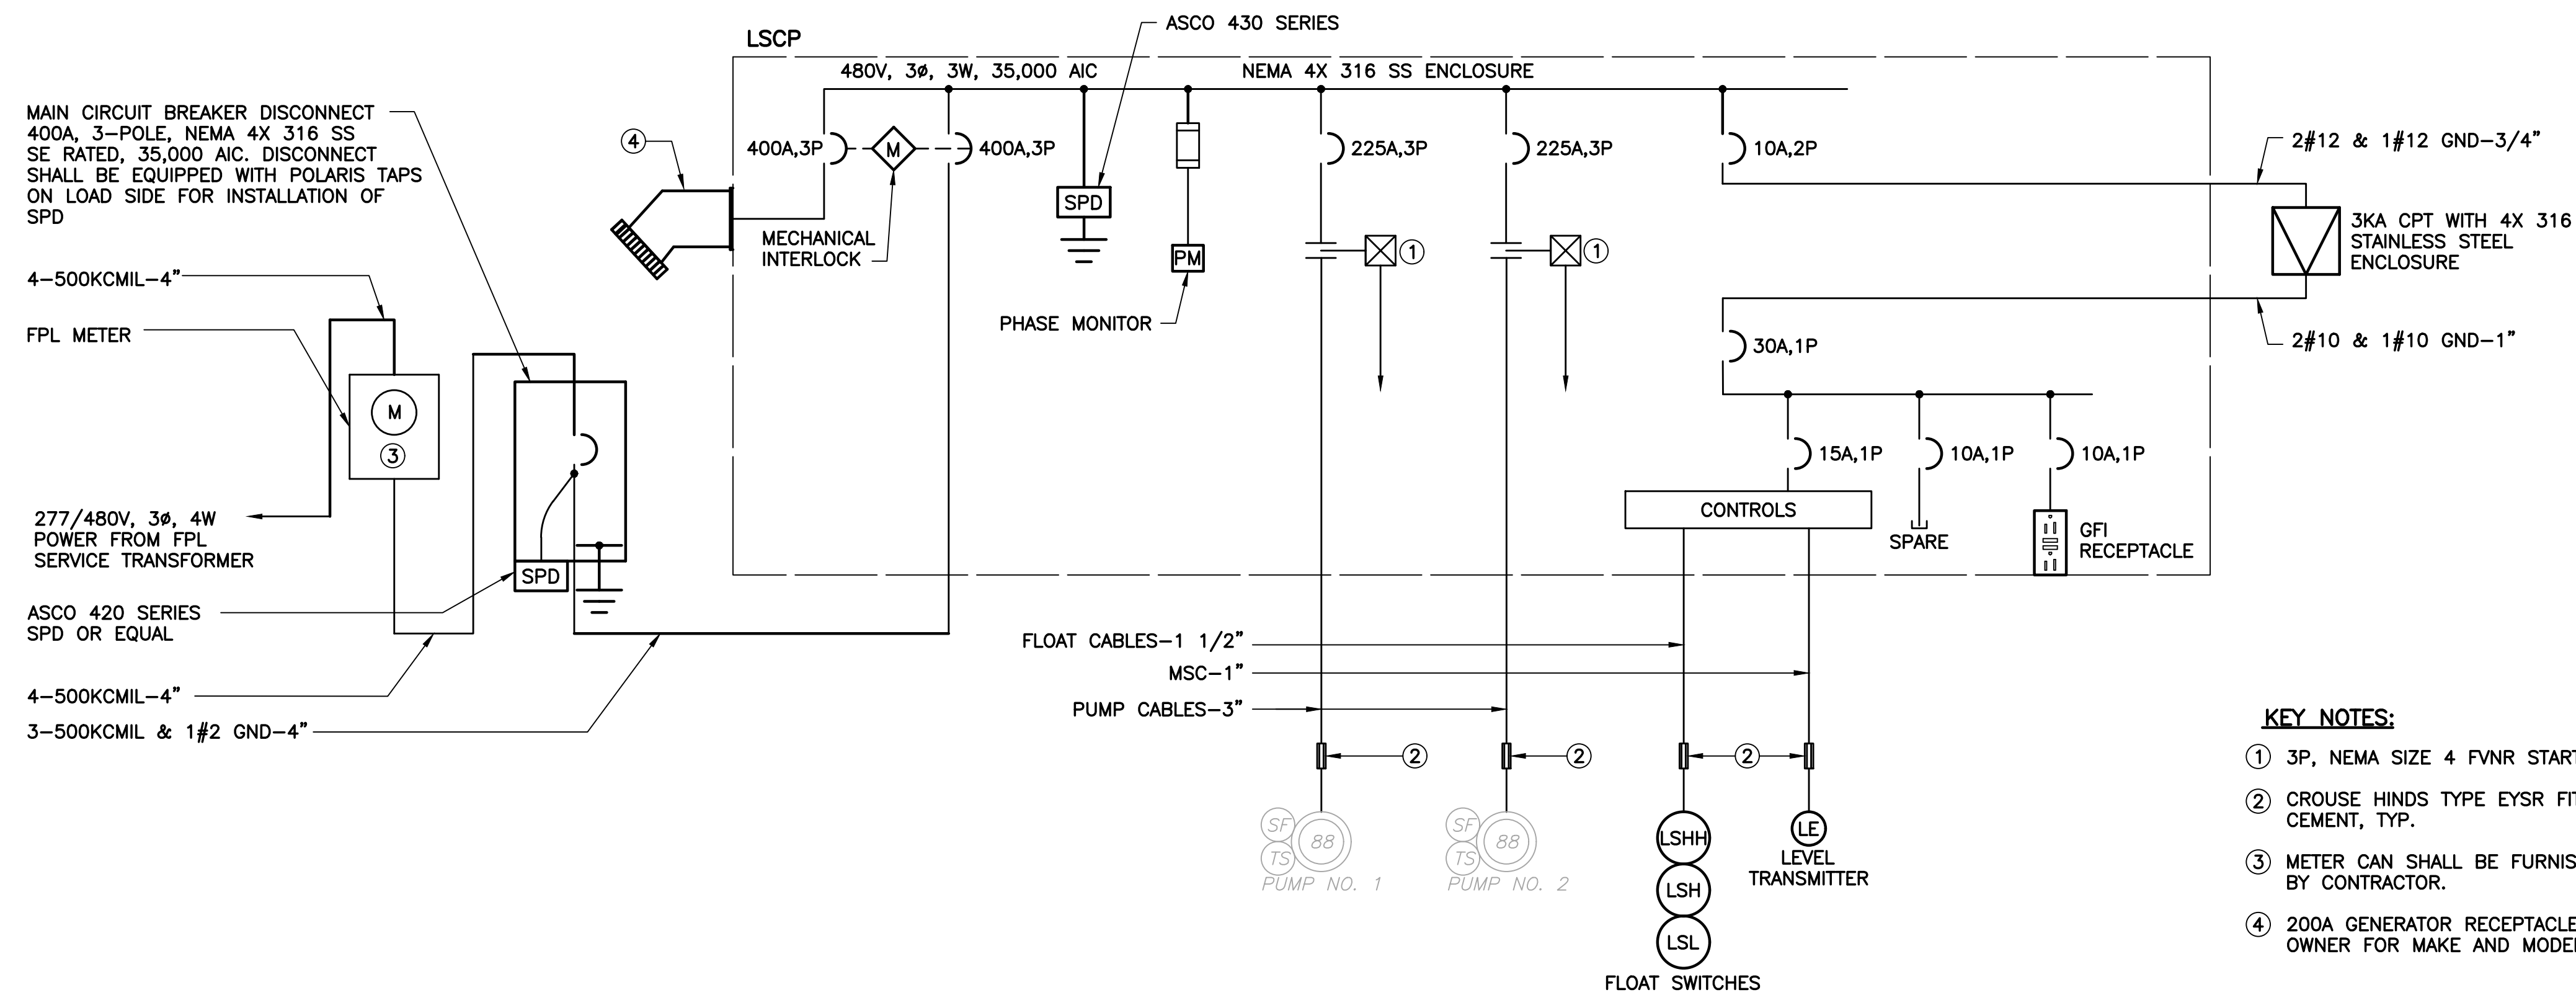 ASCO 430 SERIES
LSCP
480V, 3ø, 3W, 35,000 AIC
NEMA 4X 316 SS ENCLOSURE
MAIN CIRCUIT BREAKER DISCONNECT
400A, 3-POLE, NEMA 4X 316 SS
SE RATED, 35,000 AIC. DISCONNECT
SHALL BE EQUIPPED WITH POLARIS TAPS
ON LOAD SIDE FOR INSTALLATION OF
SPD
4
400A,3P
M
400A,3P
225A,3P
225A,3P
10A,2P
2#12 & 1#12 GND-3/4"
SPD
MECHANICAL
INTERLOCK
PM
1
1
3KA CPT WITH 4X 316
STAINLESS STEEL
ENCLOSURE
4-500KCMIL-4"
FPL METER
PHASE MONITOR
30A,1P
2#10 & 1#10 GND-1"
M
3
15A,1P
10A,1P
10A,1P
CONTROLS
SPARE
GFI
RECEPTACLE
277/480V, 3ø, 4W
POWER FROM FPL
SERVICE TRANSFORMER
SPD
ASCO 420 SERIES
SPD OR EQUAL
4-500KCMIL-4"
3-500KCMIL & 1#2 GND-4"
FLOAT CABLES-1 1/2"
MSC-1"
PUMP CABLES-3"
2
2
2
SF
88
TS
PUMP NO. 1
SF
88
TS
PUMP NO. 2
LSHH
LSH
LSL
FLOAT SWITCHES
LE
LEVEL
TRANSMITTER
KEY NOTES:
1 3P, NEMA SIZE 4 FVNR START
2 CROUSE HINDS TYPE EYSR FIT
CEMENT, TYP.
3 METER CAN SHALL BE FURNIS
BY CONTRACTOR.
4 200A GENERATOR RECEPTACLE
OWNER FOR MAKE AND MODEL